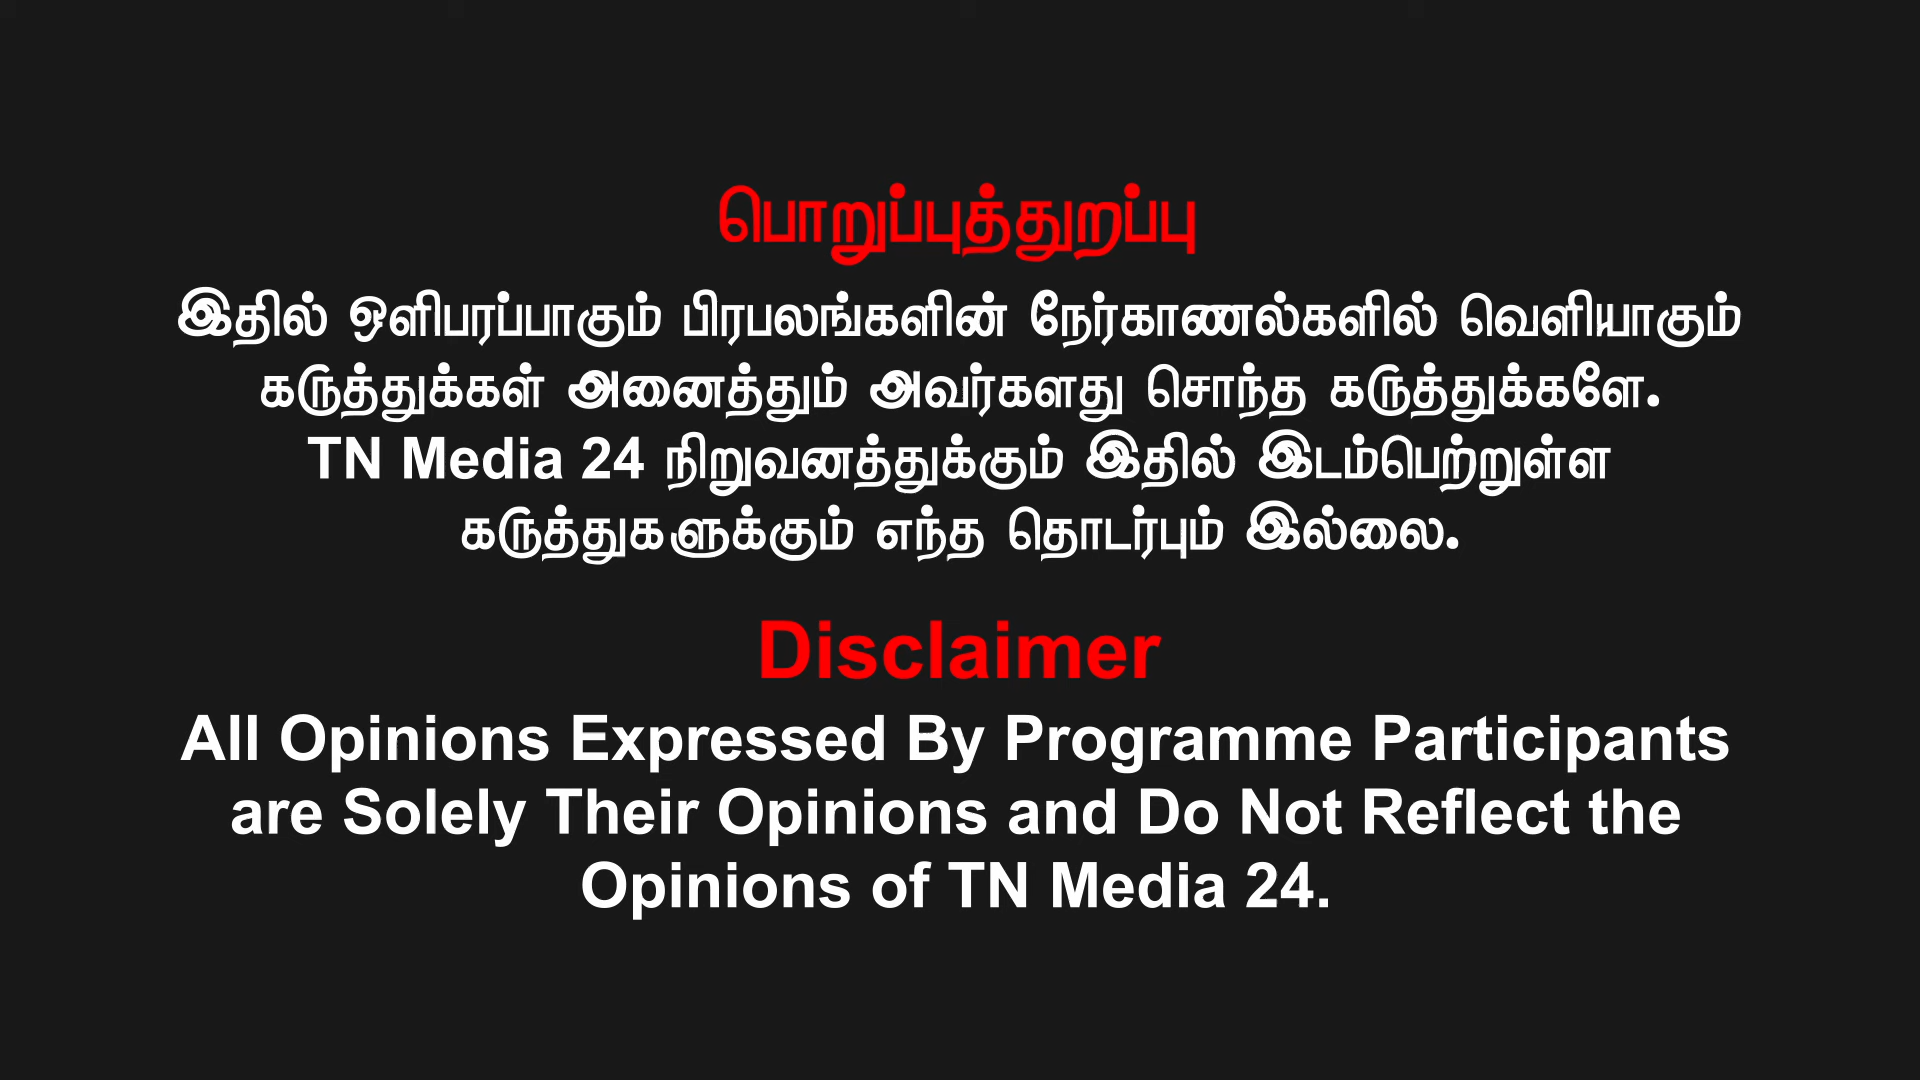 பொறுப்புத்துறப்பு
இதில் ஒளிபரப்பாகும் பிரபலங்களின் நேர்காணல்களில் வெளியாகும்
கருத்துக்கள் அனைத்தும் அவர்களது சொந்த கருத்துக்களே.
TN Media 24 நிறுவனத்துக்கும் இதில் இடம்பெற்றுள்ள
கருத்துகளுக்கும் எந்த தொடர்பும் இல்லை.
Disclaimer
All Opinions Expressed By Programme Participants
are Solely Their Opinions and Do Not Reflect the
Opinions of TN Media 24.